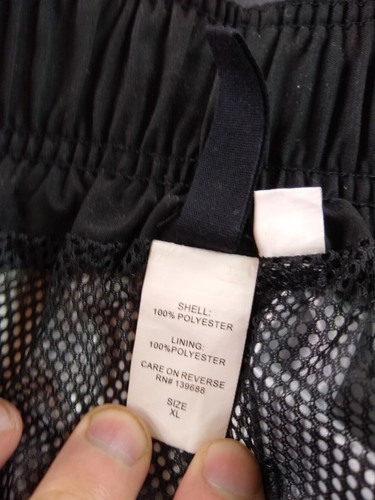 SHELL:
100% POLYESTER
LINING:
100%POLYESTER
CARE ON REVERSE
RN# 139688
SIZE
XL